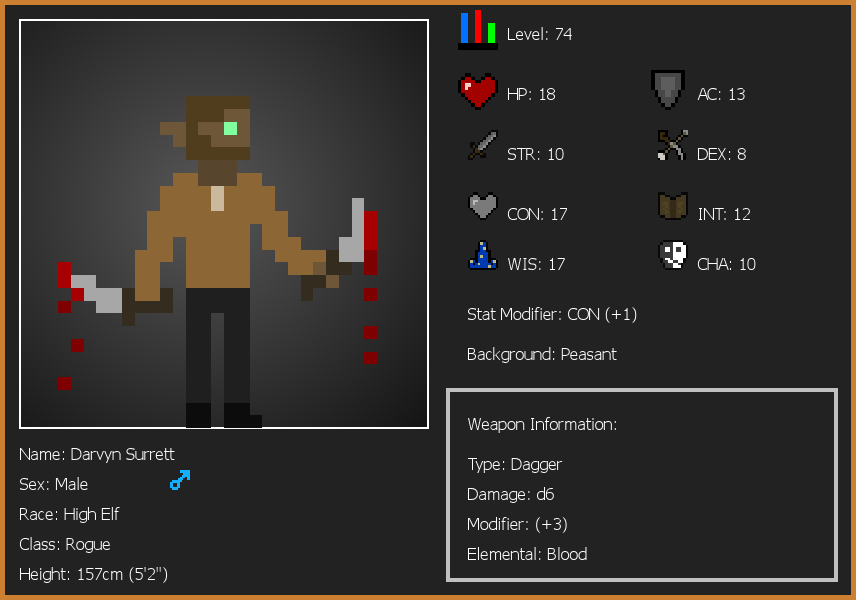 Level: 74
HP: 18
AC: 13
STR: 10
DEX: 8
CON: 17
INT: 12
WIS: 17
CHA: 10
Stat Modifier: CON (+1)
Background: Peasant
Weapon Information:
Type: Dagger
Damage: d6
Modifier: (+3)
Elemental: Blood
Name: Darvyn Surrett
Sex: Male
Race: High Elf
Class: Rogue
Height: 157cm (5'2")